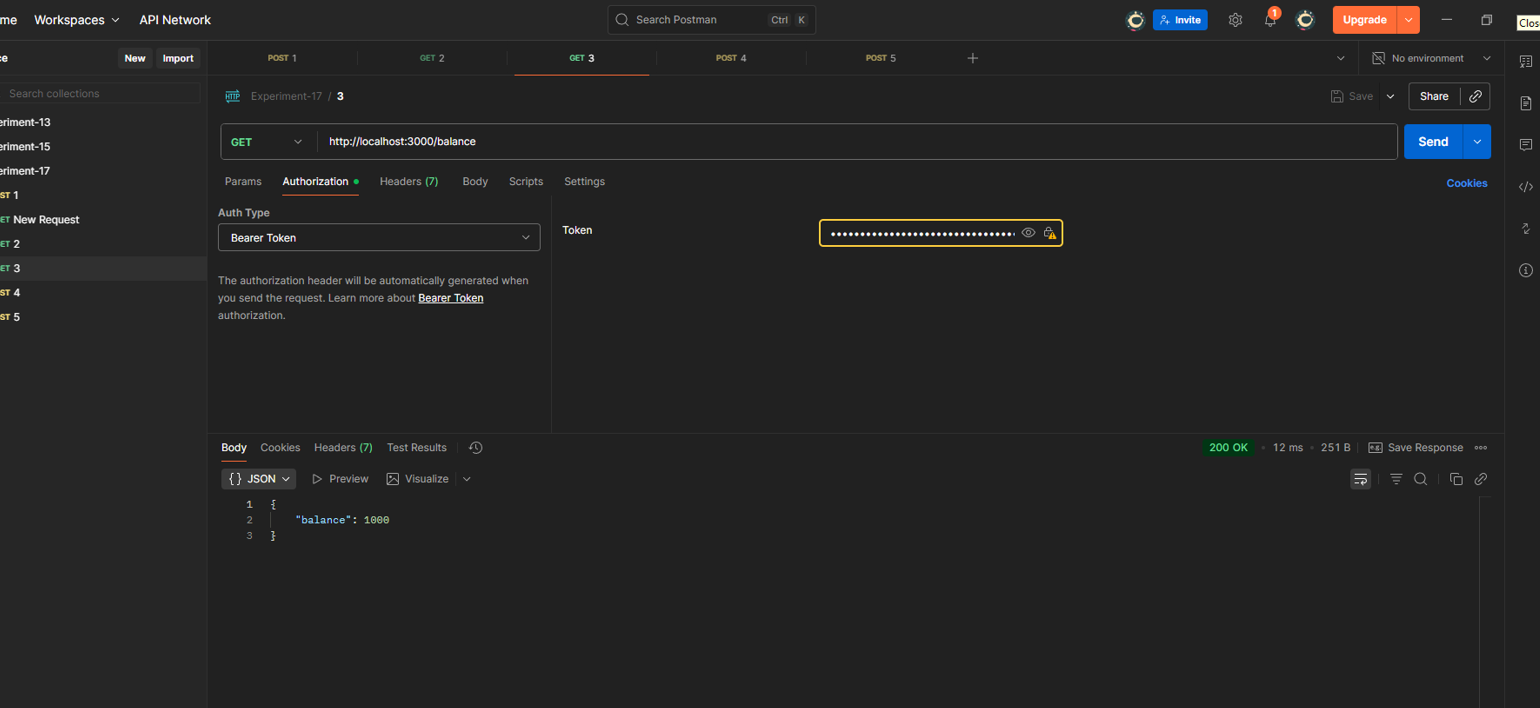 me Workspaces API Network Search Postman Ctrl K Invite 1 Upgrade
Clos
ce New Import
POST 1 GET 2 GET 3 POST 4 POST 5 No environment
Search collections
HTTP Experiment-17 / 3 Save Share
eriment-13
eriment-15
eriment-17
ST 1
ET New Request
ET 2
ET 3
ST 4
ST 5
GET http://localhost:3000/balance Send
Params Authorization Headers (7) Body Scripts Settings Cookies
Auth Type
Bearer Token
Token
The authorization header will be automatically generated when
you send the request. Learn more about Bearer Token
authorization.
Body Cookies Headers (7) Test Results 200 OK 12 ms 251 B e.g. Save Response
{} JSON Preview Visualize
1 {
2 "balance": 1000
3 }